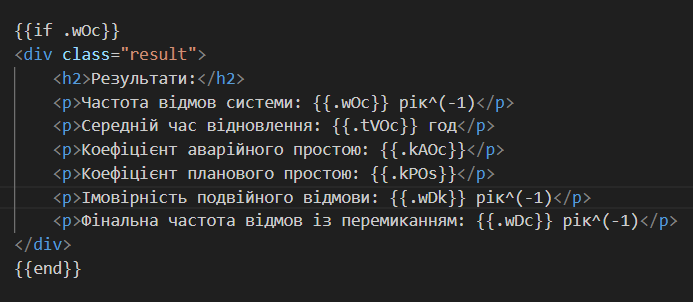 {{if .wOc}}
<div class="result">
<h2>Результати:</h2>
<p>Частота відмов системи: {{.wOc}} рік^(-1)</p>
<p>Середній час відновлення: {{.tVOc}} год</p>
<p>Коефіцієнт аварійного простою: {{.kAOc}}</p>
<p>Коефіцієнт планового простою: {{.kPOs}}</p>
<p>Імовірність подвійного відмови: {{.wDk}} рік^(-1)</p>
<p>Фінальна частота відмов із перемиканням: {{.wDc}} рік^(-1)</p>
</div>
{{end}}